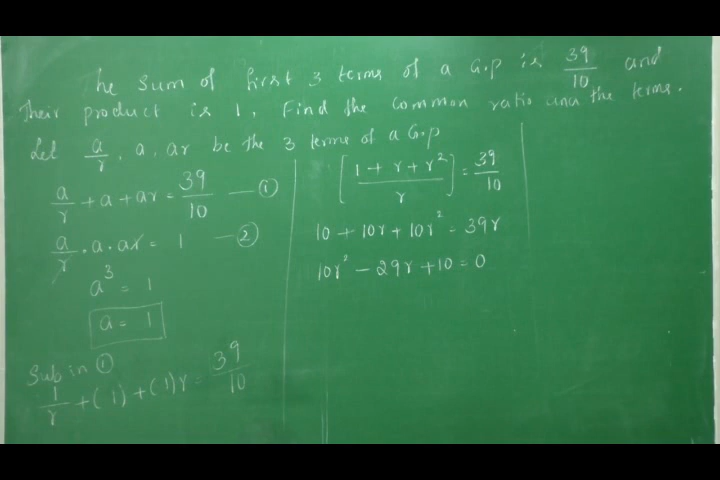 The sum of first 3 terms of a G.P is 39/10 and
their product is 1. Find the common ratio and the terms.
Let a/r, a, ar be the 3 terms of a G.P
a/r + a + ar = 39/10 — ①
a/r . a . ar = 1 — ②
a³ = 1
a = 1
Sub in ①
1/r + (1) + (1)r = 39/10
[(1 + r + r²)/r] = 39/10
10 + 10r + 10r² = 39r
10r² - 29r + 10 = 0